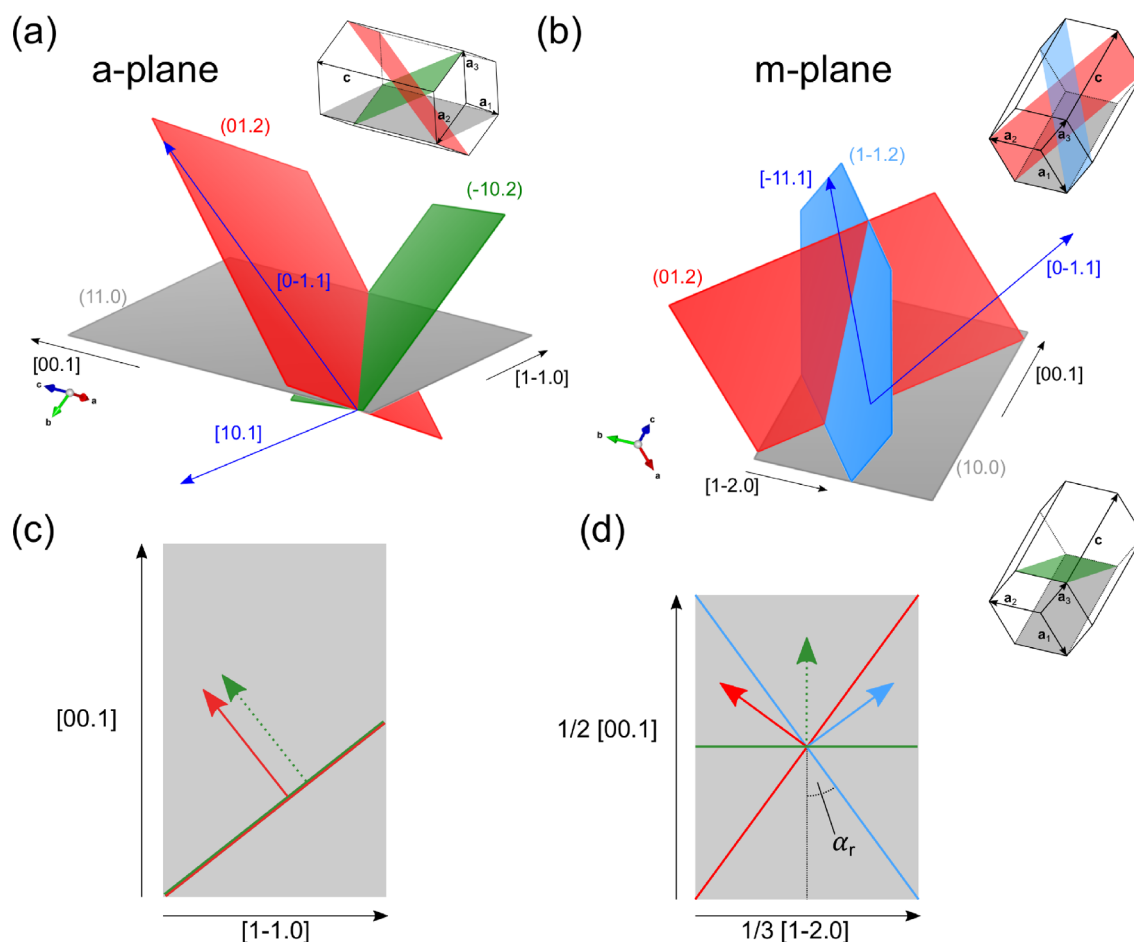 (a)
a-plane
c
a3
a1
a2
(01.2)
(-10.2)
[0-1.1]
(11.0)
[00.1]
[1-1.0]
c
a
b
[10.1]
(b)
m-plane
c
a2
a3
a1
(1-1.2)
[-11.1]
[0-1.1]
(01.2)
[00.1]
c
b
a
[1-2.0]
(10.0)
(c)
[00.1]
[1-1.0]
(d)
c
a2
a3
a1
1/2 [00.1]
αr
1/3 [1-2.0]